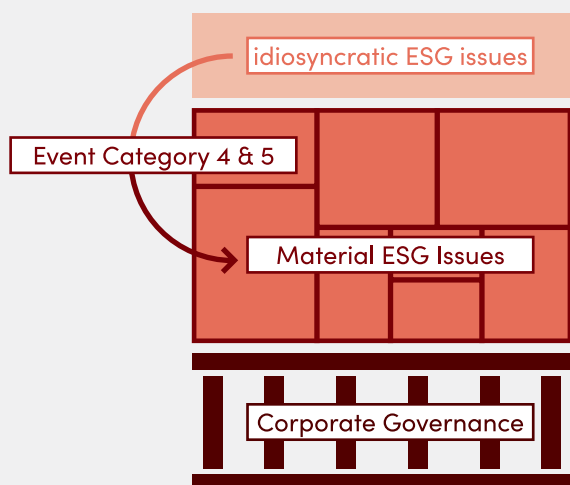 idiosyncratic ESG issues
Event Category 4 & 5
Material ESG Issues
Corporate Governance